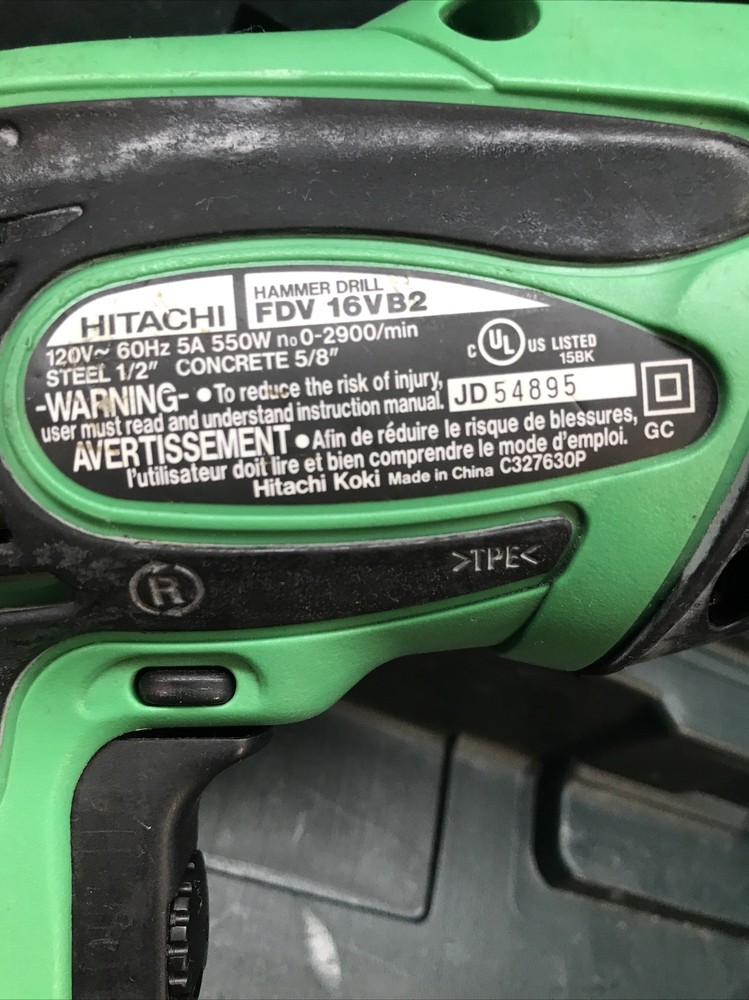 HITACHI
HAMMER DRILL
FDV 16VB2
120V~ 60Hz 5A 550W no 0-2900/min
STEEL 1/2" CONCRETE 5/8"
C UL US LISTED
15BK
-WARNING- ●To reduce the risk of injury,
user must read and understand instruction manual.
JD54895
AVERTISSEMENT ●Afin de réduire le risque de blessures,
l'utilisateur doit lire et bien comprendre le mode d'emploi.
GC
Hitachi Koki Made in China C327630P
>TPE<
R